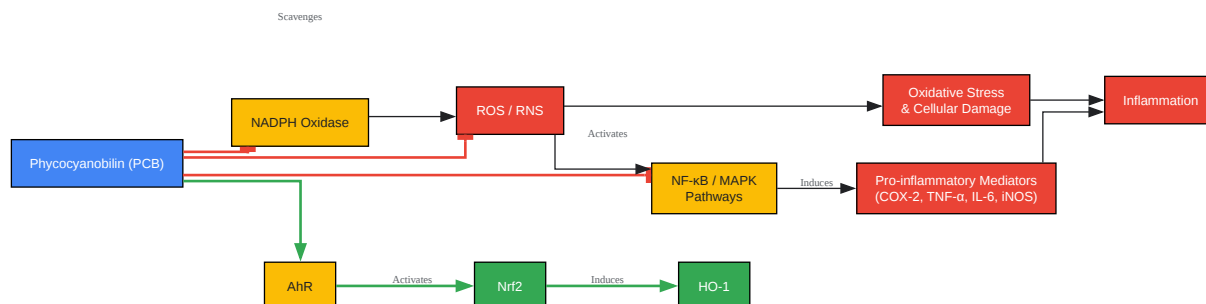 Scavenges
NADPH Oxidase
ROS / RNS
Oxidative Stress
& Cellular Damage
Inflammation
Activates
Phycocyanobilin (PCB)
NF-κB / MAPK
Pathways
Induces
Pro-inflammatory Mediators
(COX-2, TNF-α, IL-6, iNOS)
AhR
Activates
Nrf2
Induces
HO-1